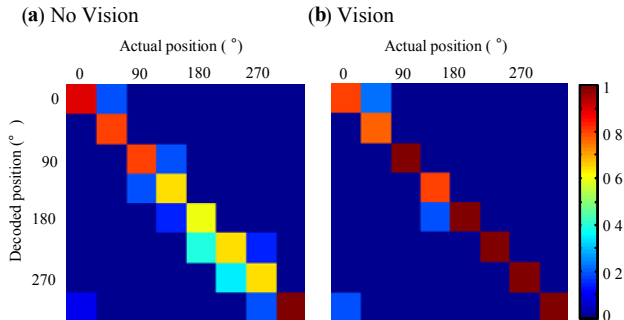 (a) No Vision
(b) Vision
Actual position ( °)
Actual position ( °)
0 90 180 270
0 90 180 270
Decoded position(°)
0
90
180
270
1
0 8
0 6
0 4
0 2
0